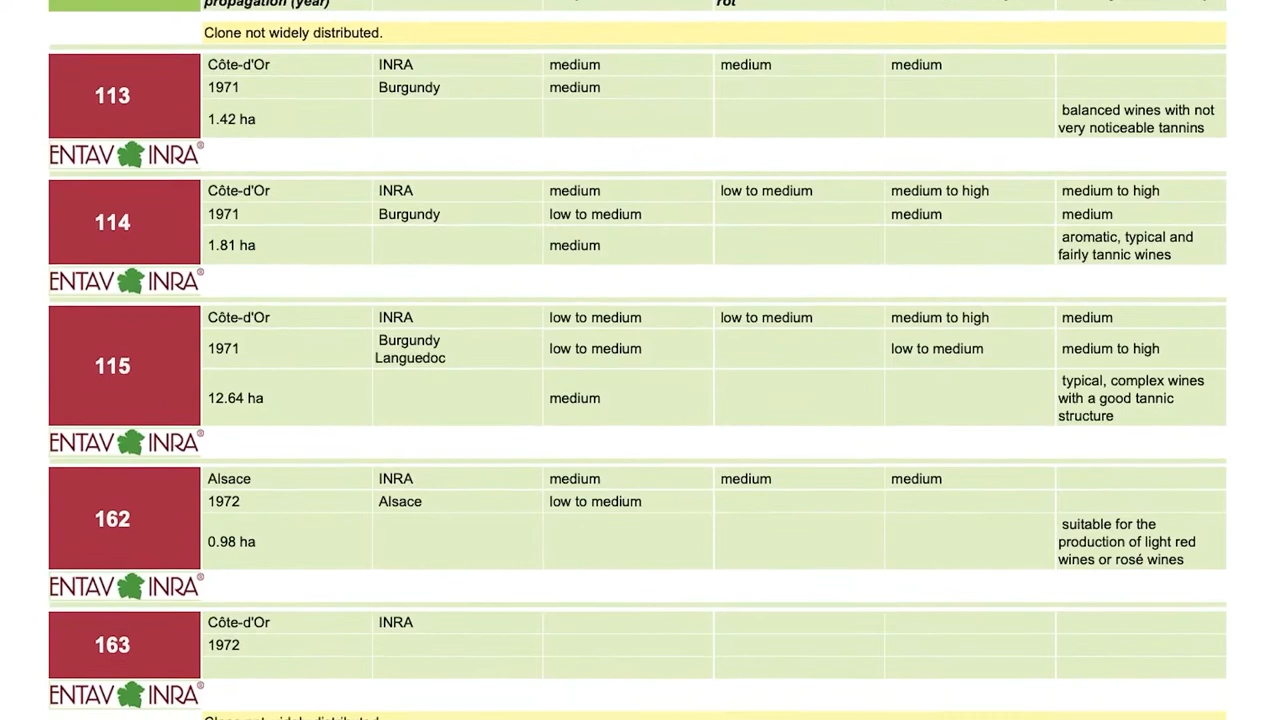 propagation (year)
rot
Clone not widely distributed.
113
Côte-d'Or INRA medium medium medium
1971 Burgundy medium
1.42 ha
balanced wines with not
very noticeable tannins
ENTAV INRA®
114
Côte-d'Or INRA medium low to medium medium to high medium to high
1971 Burgundy low to medium medium medium
1.81 ha medium
aromatic, typical and
fairly tannic wines
ENTAV INRA®
115
Côte-d'Or INRA low to medium low to medium medium to high medium
1971
Burgundy
Languedoc
low to medium low to medium medium to high
12.64 ha medium
typical, complex wines
with a good tannic
structure
ENTAV INRA®
162
Alsace INRA medium medium medium
1972 Alsace low to medium
0.98 ha
suitable for the
production of light red
wines or rosé wines
ENTAV INRA®
163
Côte-d'Or INRA
1972
ENTAV INRA®
Clone not widely distributed.